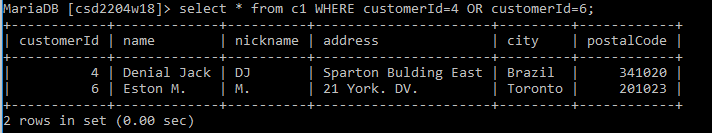 MariaDB [csd2204w18]> select * from c1 WHERE customerId=4 OR customerId=6;
+------------+-------------+----------+----------------------+---------+------------+
| customerId | name        | nickname | address              | city    | postalCode |
+------------+-------------+----------+----------------------+---------+------------+
|          4 | Denial Jack | DJ       | Sparton Bulding East | Brazil  |     341020 |
|          6 | Eston M.    | M.       | 21 York. DV.         | Toronto |     201023 |
+------------+-------------+----------+----------------------+---------+------------+
2 rows in set (0.00 sec)